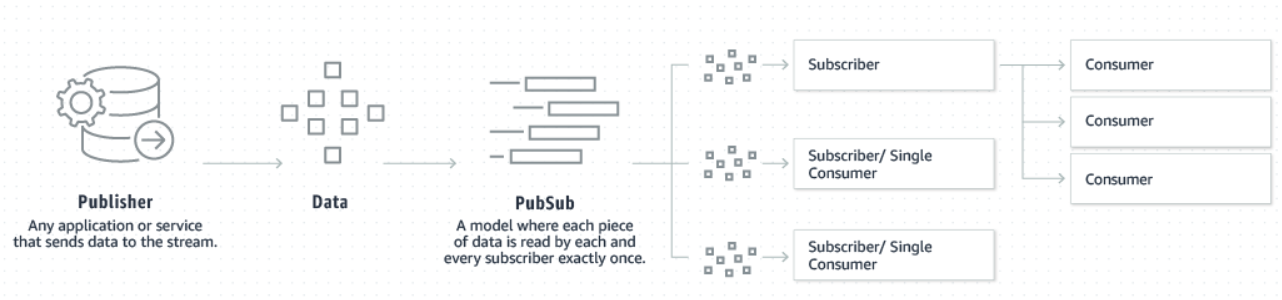 Publisher
Any application or service
that sends data to the stream.
Data
PubSub
A model where each piece
of data is read by each and
every subscriber exactly once.
Subscriber
Subscriber/ Single
Consumer
Subscriber/ Single
Consumer
Consumer
Consumer
Consumer